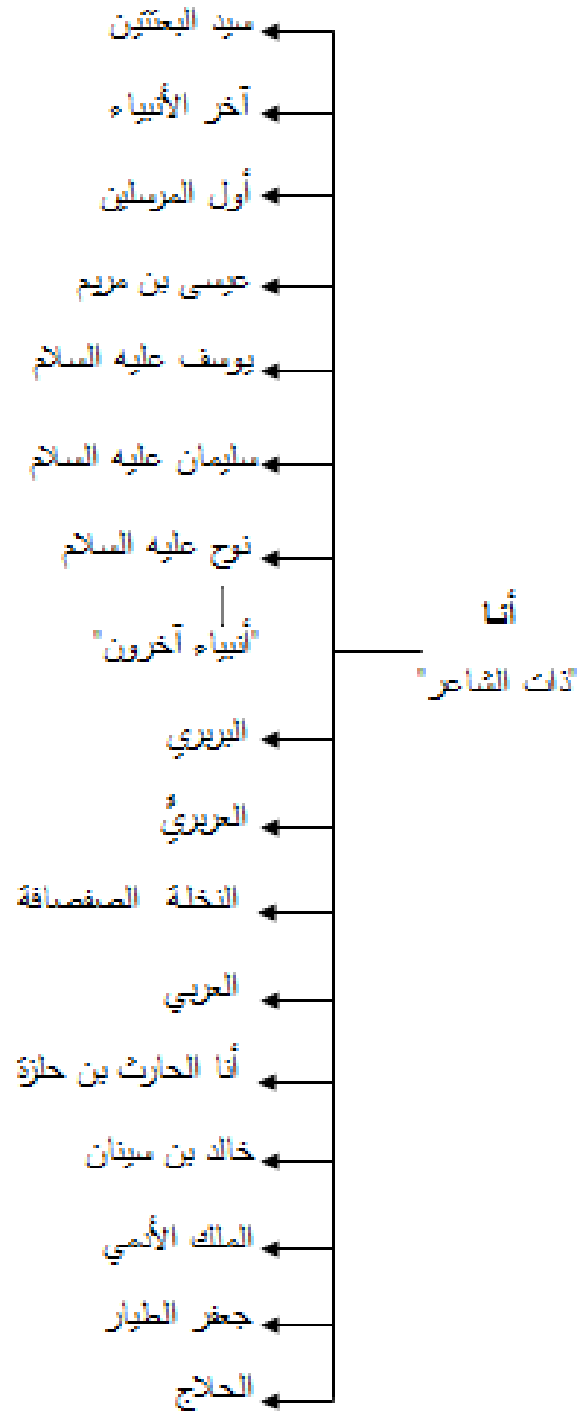 سيد البعثتين
آخر الأنبياء
أول المرسلين
عيسى بن مريم
يوسف عليه السلام
سليمان عليه السلام
نوح عليه السلام
"أنبياء آخرون"
أنا
"ذات الشاعر"
البربري
العربريُّ
النخلة الصفصافة
العربي
أنا الحارث بن حلزة
خالد بن سينان
الملك الأممي
جعفر الطيار
الحلاج